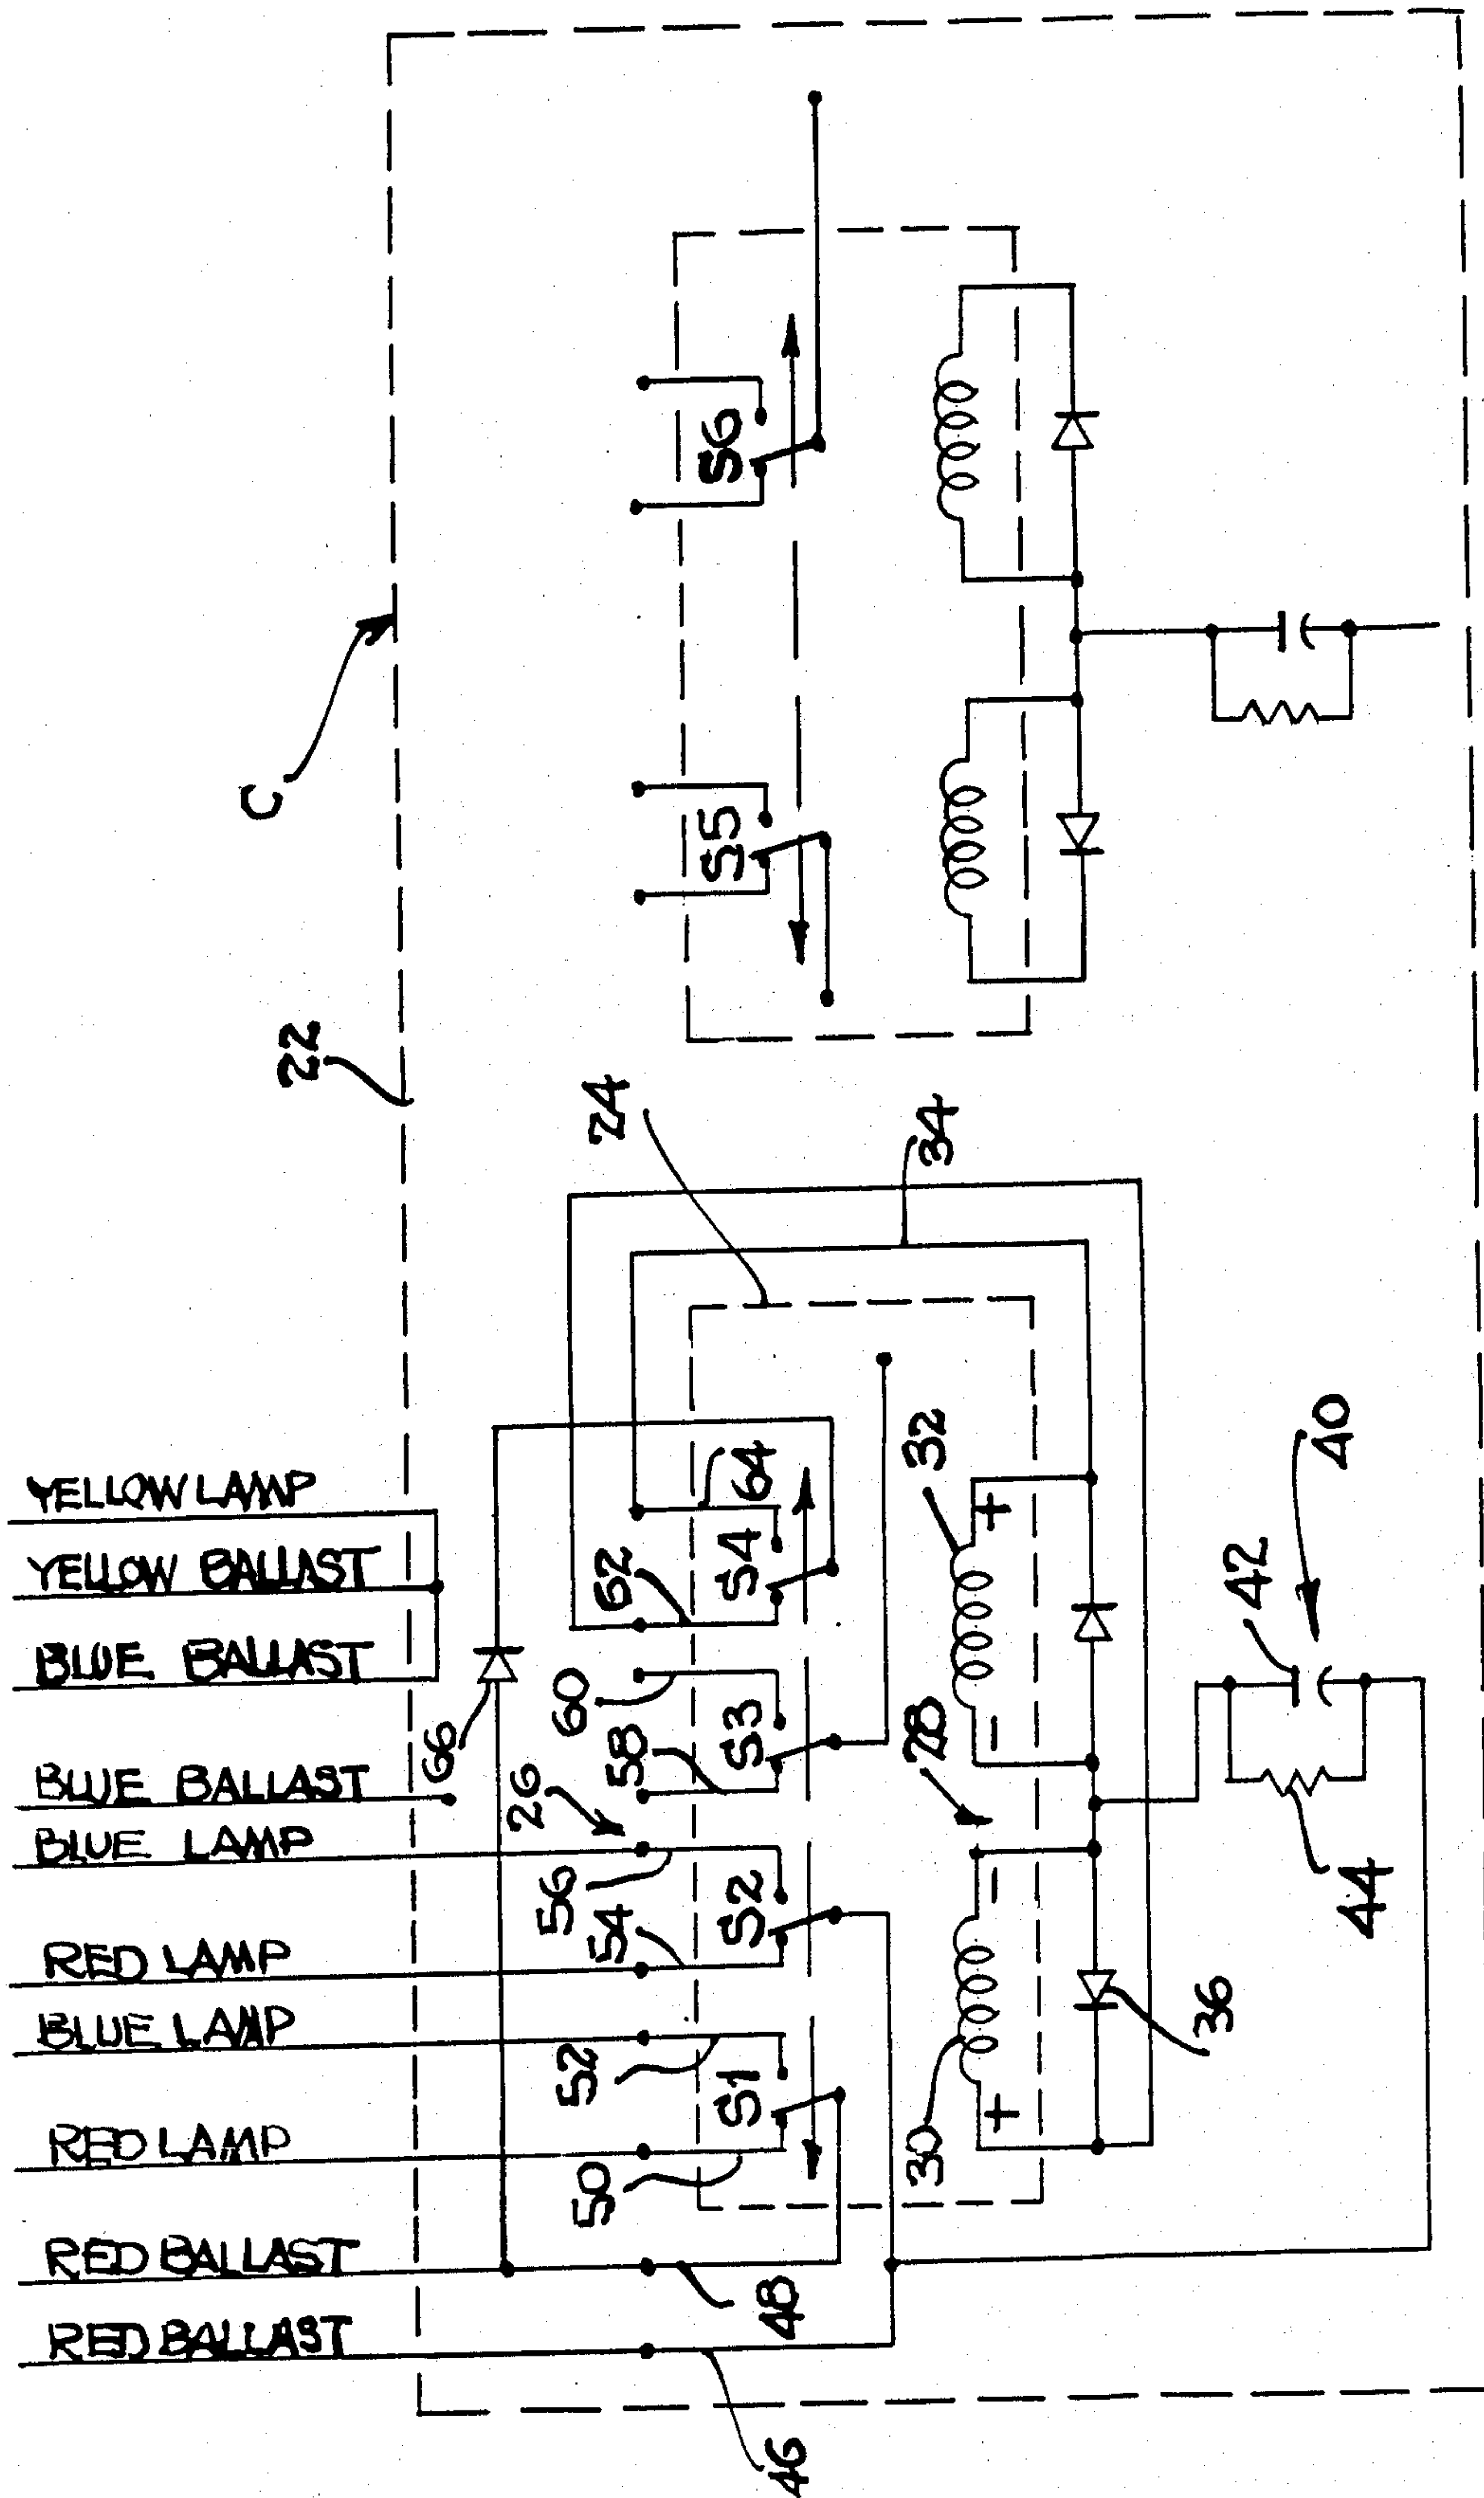 YELLOW LAMP
YELLOW BALLAST
BLUE BALLAST
BLUE BALLAST
BLUE LAMP
RED LAMP
BLUE LAMP
RED LAMP
RED BALLAST
RED BALLAST
C
22
24
34
S6
S5
66
26
62
64
S4
60
58
S3
56
54
S2
52
50
S1
48
46
32
28
30
+
-
-
+
36
40
42
44